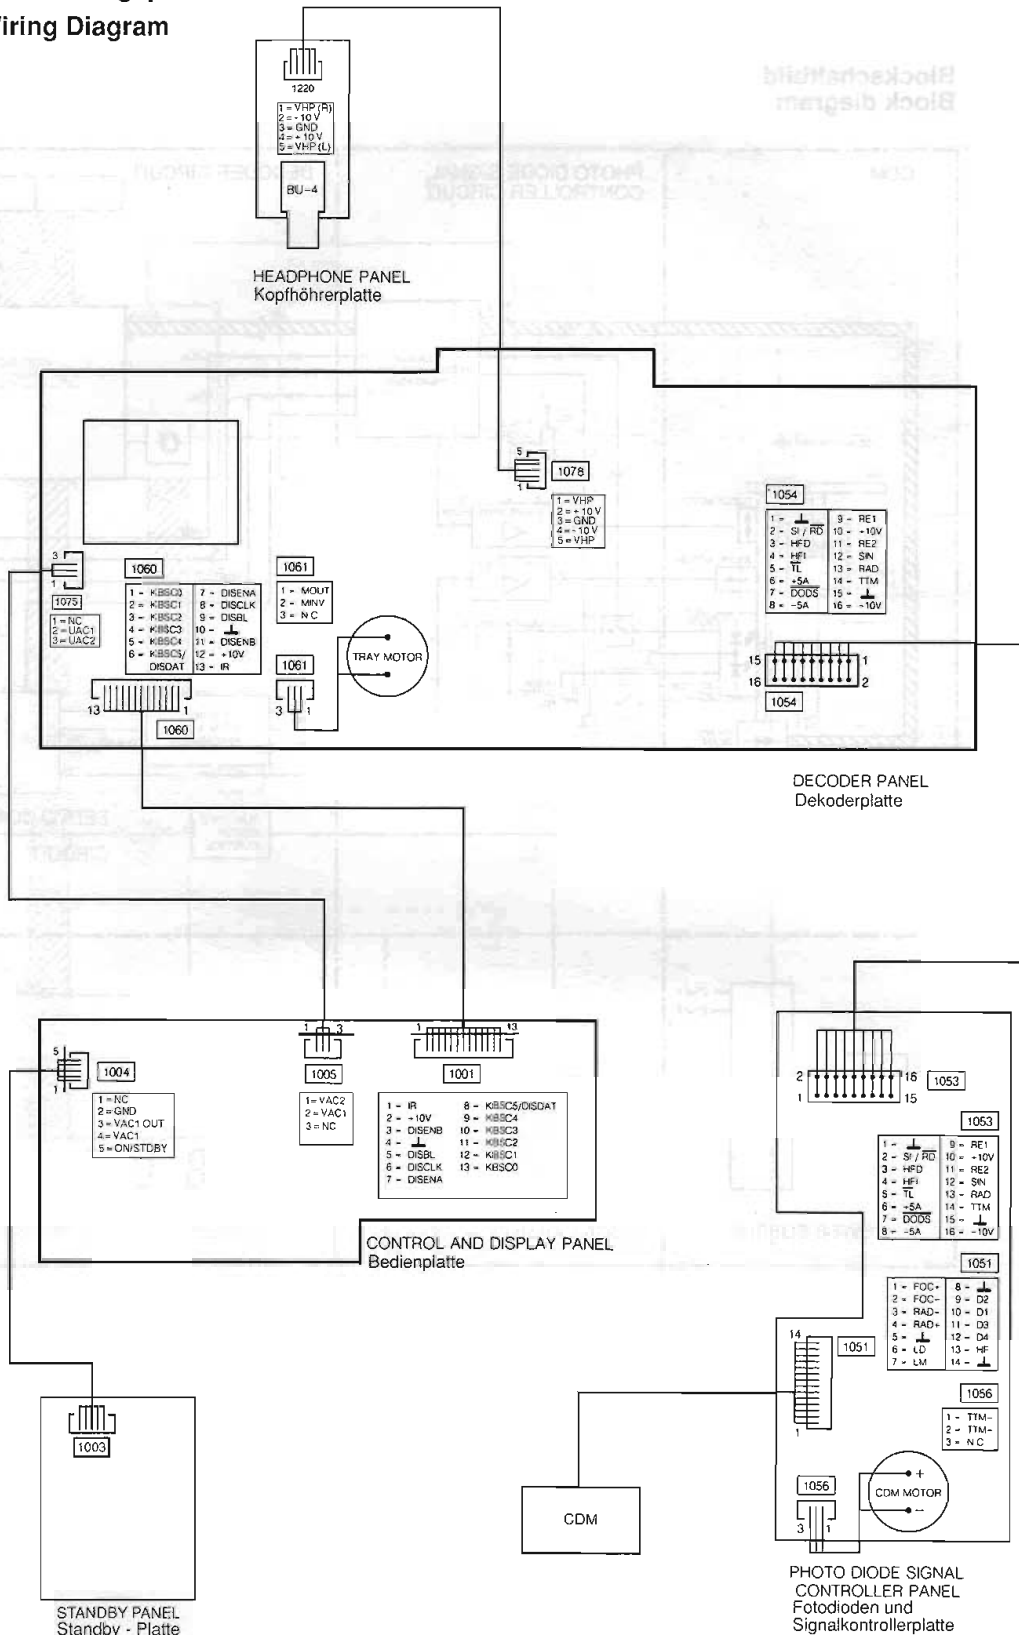 Wiring Diagram
1220
1 = VHP (R)
2 = - 10 V
3 = GND
4 = + 10 V
5 = VHP (L)
BU-4
HEADPHONE PANEL
Kopfhöhrerplatte
Blockschaltbild
Block diagram
CDM
PHOTO DIODE SIGNAL
CONTROLLER CIRCUIT
DECODER CIRCUIT
5
1
1078
1 = VHP
2 = + 10 V
3 = GND
4 = - 10 V
5 = VHP
1054
1 = ⊥
2 - SI / RD
3 - HFD
4 - HFI
5 - TL
6 - +5A
7 - DODS
8 - -5A
9 - RE1
10 - +10V
11 - RE2
12 - SIN
13 - RAD
14 - TTM
15 - ⊥
16 - -10V
15 1
16 2
1054
3
1
1075
1 = NC
2 = UAC1
3 = UAC2
1060
1 - KBSC0
2 - KBSC1
3 - KBSC2
4 - KBSC3
5 - KBSC4
6 - KBSC5/
DISDAT
7 - DISENA
8 - DISCLK
9 - DISBL
10 - ⊥
11 - DISENB
12 - +10V
13 - IR
13 1
1060
1061
1 - MOUT
2 - MINV
3 = N C
1061
3 1
TRAY MOTOR
DECODER PANEL
Dekoderplatte
5
1
1004
1 = NC
2 = GND
3 = VAC1 OUT
4 = VAC1
5 = ON/STDBY
1 3
1005
1 = VAC2
2 = VAC1
3 = NC
1 13
1001
1 - IR
2 - +10V
3 - DISENB
4 - ⊥
5 - DISBL
6 - DISCLK
7 - DISENA
8 - KBSC5/DISDAT
9 - KBSC4
10 - KBSC3
11 - KBSC2
12 - KBSC1
13 - KBSC0
CONTROL AND DISPLAY PANEL
Bedienplatte
1003
STANDBY PANEL
Standby - Platte
CDM
2 16
1 15
1053
1053
1 - ⊥
2 - SI / RD
3 - HFD
4 - HFI
5 - TL
6 - +5A
7 - DODS
8 - -5A
9 - RE1
10 - +10V
11 - RE2
12 - SIN
13 - RAD
14 - TTM
15 - ⊥
16 - -10V
1051
1 - FOC+
2 - FOC-
3 - RAD-
4 - RAD+
5 - ⊥
6 - LD
7 - LM
8 - ⊥
9 - D2
10 - D1
11 - D3
12 - D4
13 - HF
14 - ⊥
14
1
1051
1056
1 - TTM-
2 - TTM-
3 = N C
1056
3 1
CDM MOTOR
+
-
PHOTO DIODE SIGNAL
CONTROLLER PANEL
Fotodioden und
Signalkontrollerplatte